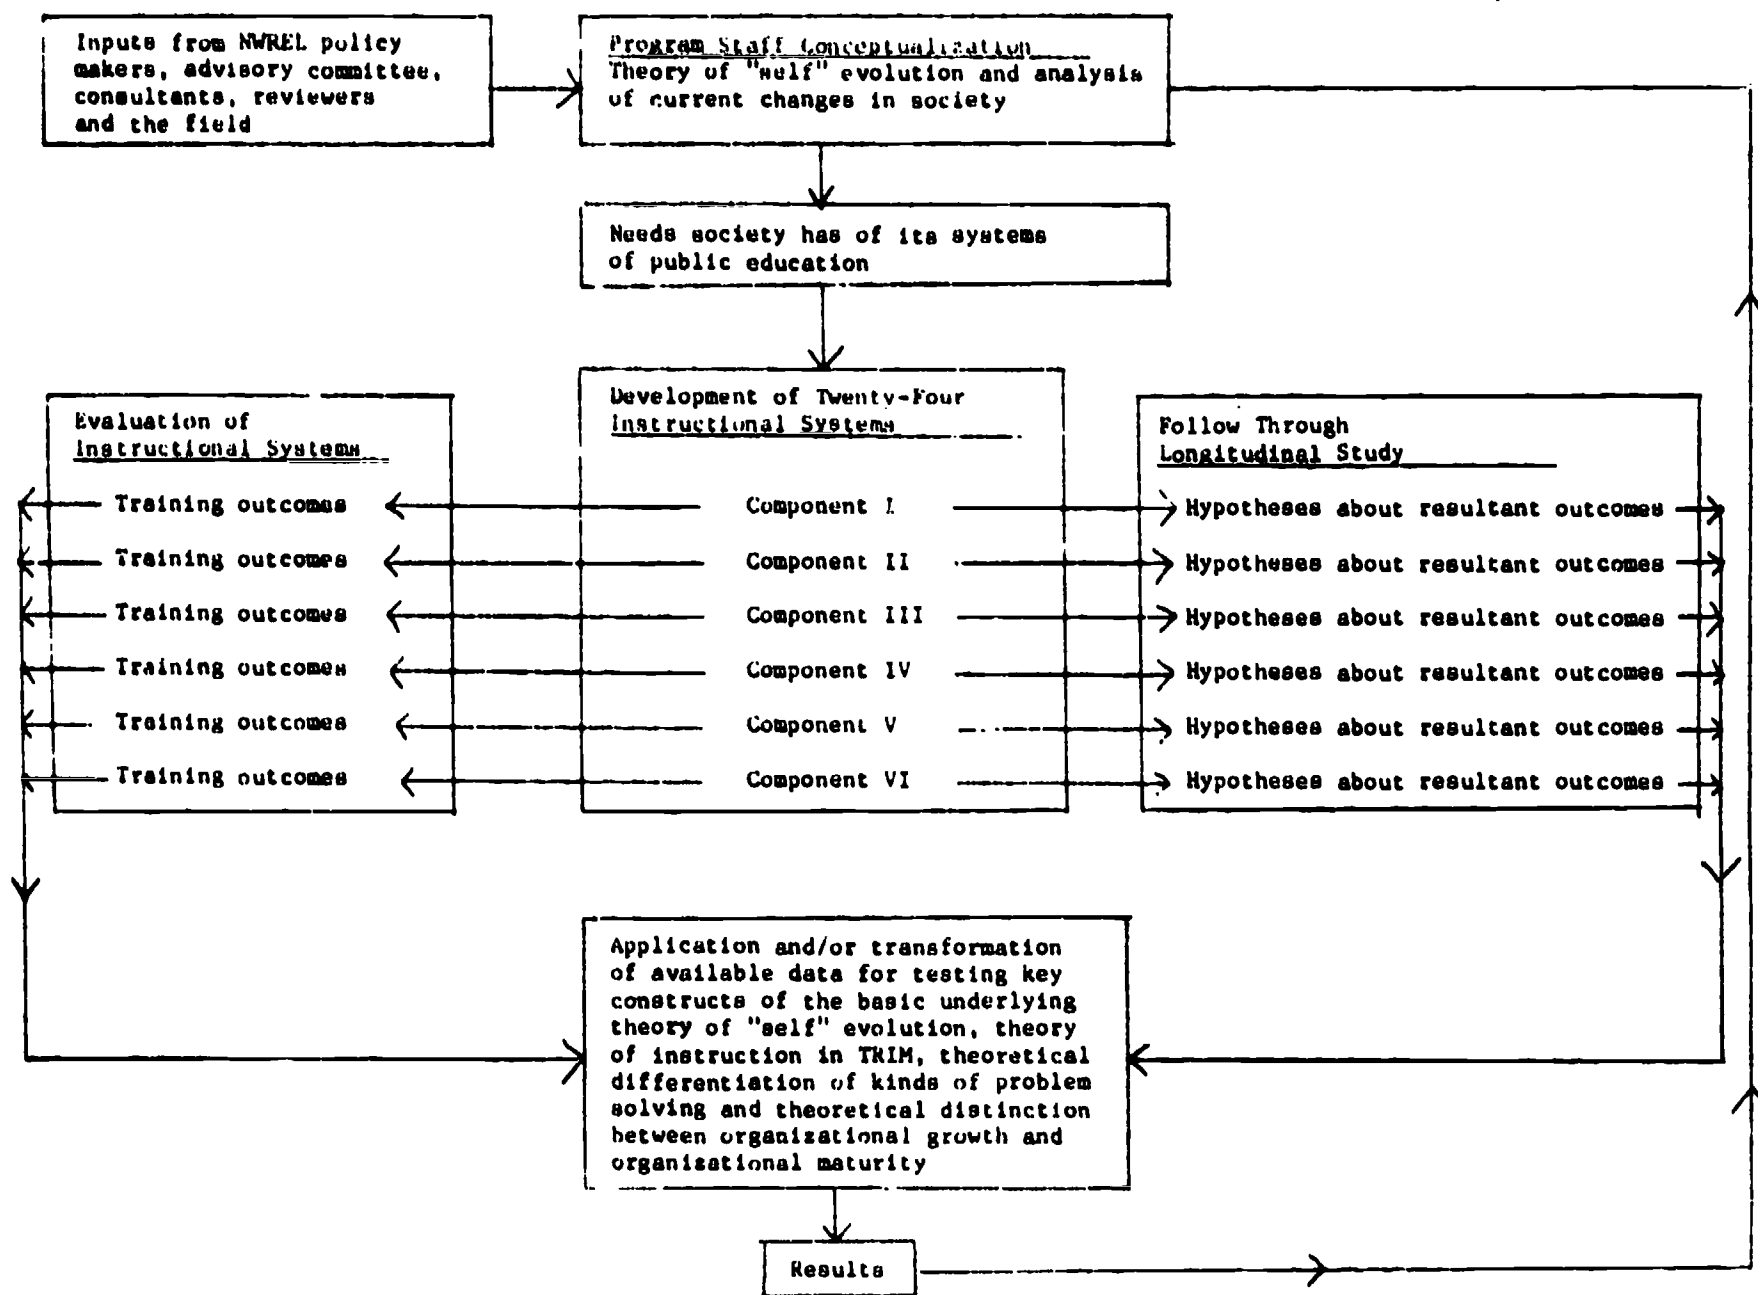 Inputs from NWREL policy
makers, advisory committee,
consultants, reviewers
and the field
Program Staff Conceptualization
Theory of "self" evolution and analysis
of current changes in society
Needs society has of its systems
of public education
Evaluation of
Instructional Systems
Training outcomes
Training outcomes
Training outcomes
Training outcomes
Training outcomes
Training outcomes
Development of Twenty-Four
Instructional Systems
Component I
Component II
Component III
Component IV
Component V
Component VI
Follow Through
Longitudinal Study
Hypotheses about resultant outcomes
Hypotheses about resultant outcomes
Hypotheses about resultant outcomes
Hypotheses about resultant outcomes
Hypotheses about resultant outcomes
Hypotheses about resultant outcomes
Application and/or transformation
of available data for testing key
constructs of the basic underlying
theory of "self" evolution, theory
of instruction in TRIM, theoretical
differentiation of kinds of problem
solving and theoretical distinction
between organizational growth and
organizational maturity
Results